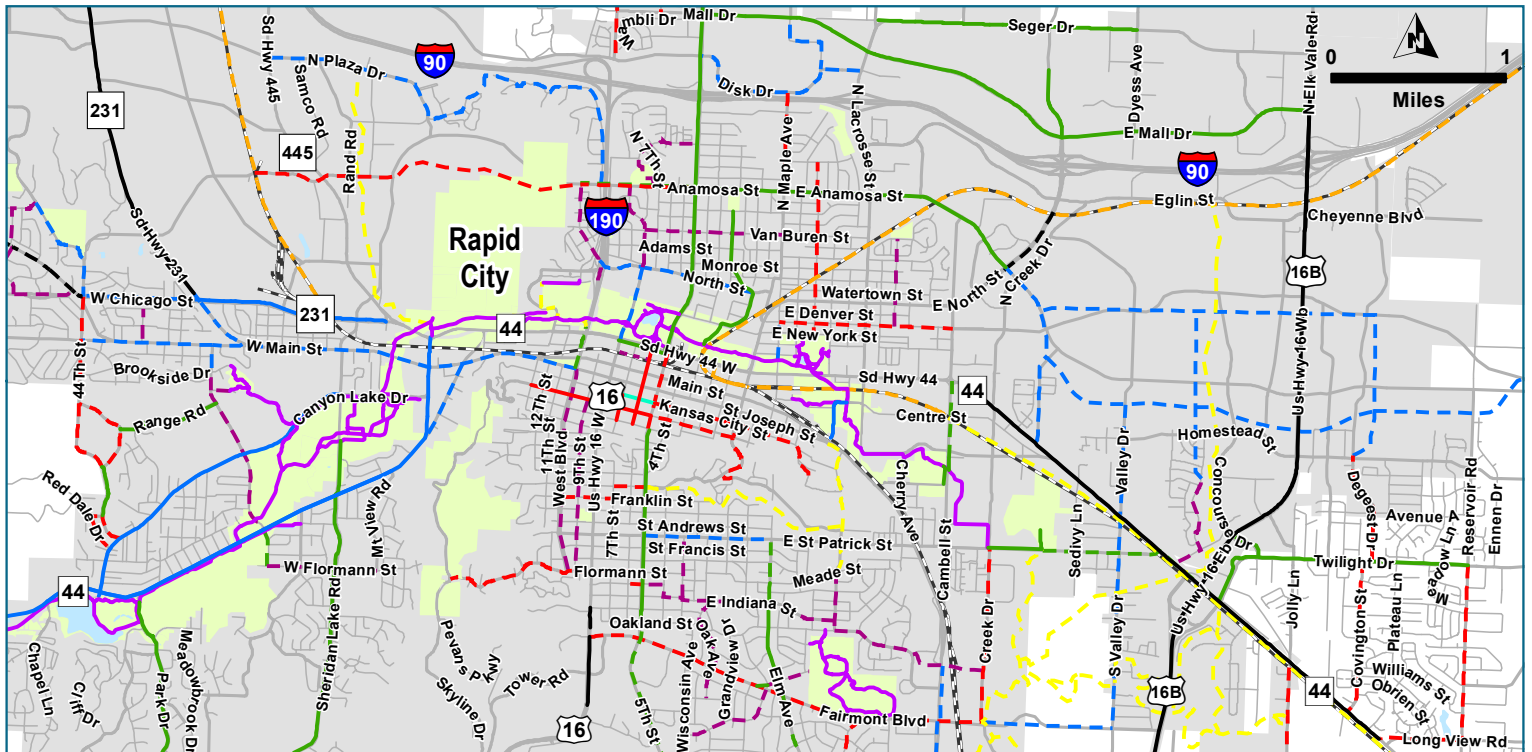 Wambli Dr
Mall Dr
Seger Dr
Sd Hwy 445
N Plaza Dr
90
Disk Dr
N Lacrosse St
N Dyess Ave
N Elk Vale Rd
N
0
1
Miles
231
Samco Rd
Rand Rd
445
N 7Th St
N Maple Ave
E Mall Dr
90
Anamosa St
E Anamosa St
Eglin St
Cheyenne Blvd
190
Rapid
City
Sd Hwy 231
Adams St
Van Buren St
Monroe St
North St
Watertown St
E North St
N Creek Dr
16B
W Chicago St
231
44
E Denver St
E New York St
Us Hwy 16 Wb
W Main St
Sd Hwy 44 W
Sd Hwy 44
44
44Th St
Brookside Dr
Range Rd
Canyon Lake Dr
12Th St
11Th St
West Blvd
9Th St
Us Hwy 16 W
16
Main St
St Joseph St
Kansas City St
4Th St
Centre St
Homestead St
Valley Dr
Concourse Dr
Degeest Dr
Reservoir Rd
Red Dale Dr
Mt View Rd
Franklin St
7Th St
St Andrews St
St Francis St
E St Patrick St
Cherry Ave
Campbell St
Sedivly Ln
Avenue A
Ennen Dr
Meadow Ln
Twilight Dr
Us Hwy 16 Eb
W Flormann St
Flormann St
Meade St
44
E Indiana St
Oakland St
Creek Dr
S Valley Dr
Jolly Ln
Covington St
Plateau Ln
Chapel Ln
Cliff Dr
Park Dr
Meadowbrook Dr
Sheridan Lake Rd
Pevans Pkwy
Skyline Dr
Tower Rd
16
5Th St
Wisconsin Ave
Oak Ave
Grandview Dr
Elm Ave
Fairmont Blvd
16B
44
Williams St
Obrien St
Long View Rd